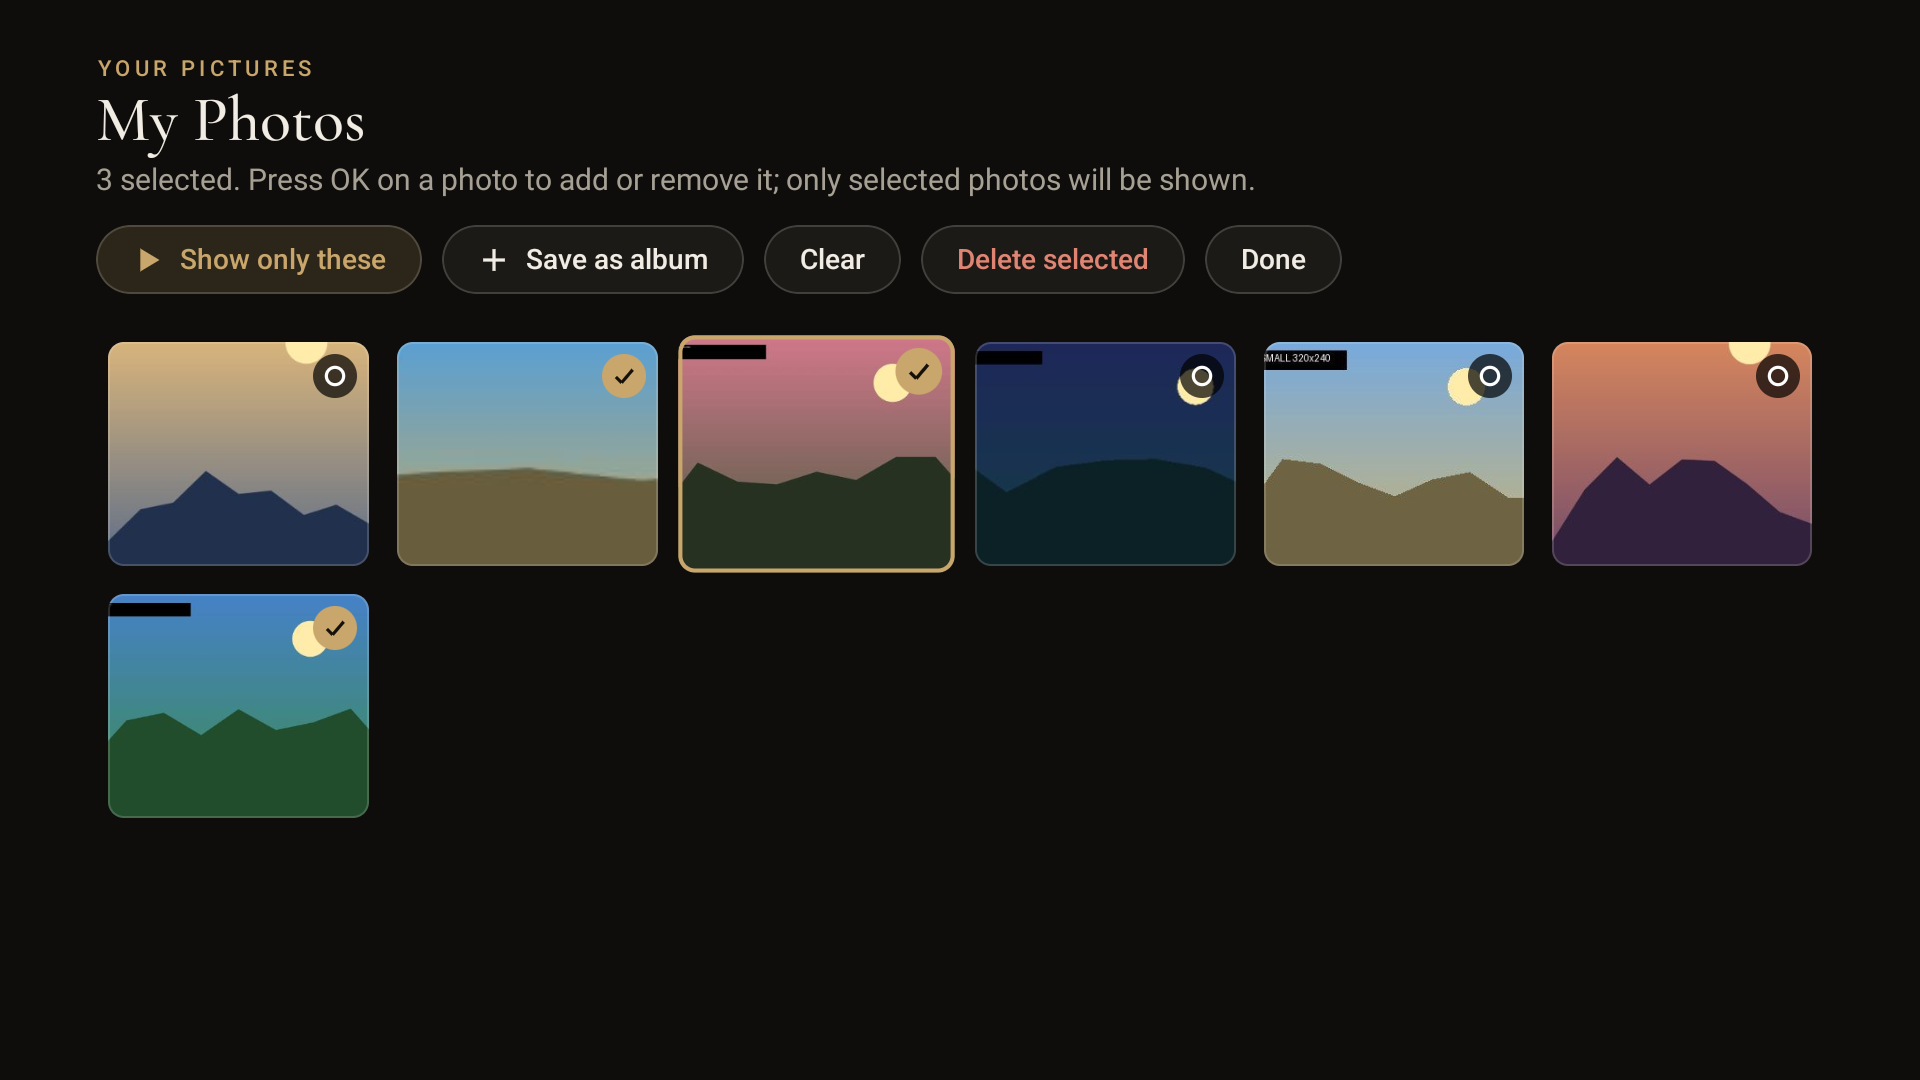 YOUR PICTURES
My Photos
3 selected. Press OK on a photo to add or remove it; only selected photos will be shown.
Show only these
Save as album
Clear
Delete selected
Done
MALL 320x240